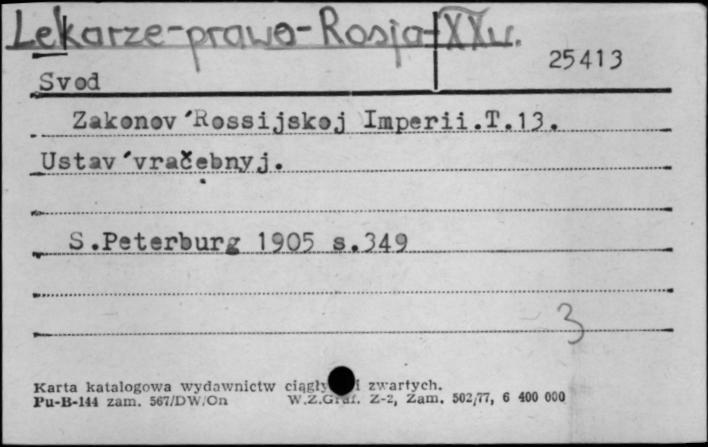 Lekarze-prawo-Rosja-XXw.
25413
Svod
Zakonov Rossijskoj Imperii.T.13.
Ustav vračebnyj.
S.Peterburg 1905 s.349
3
Karta katalogowa wydawnictw ciągłych i zwartych.
Pu-B-144 zam. 567/DW/On W.Z.Graf. Z-2, Zam. 502/77, 6 400 000